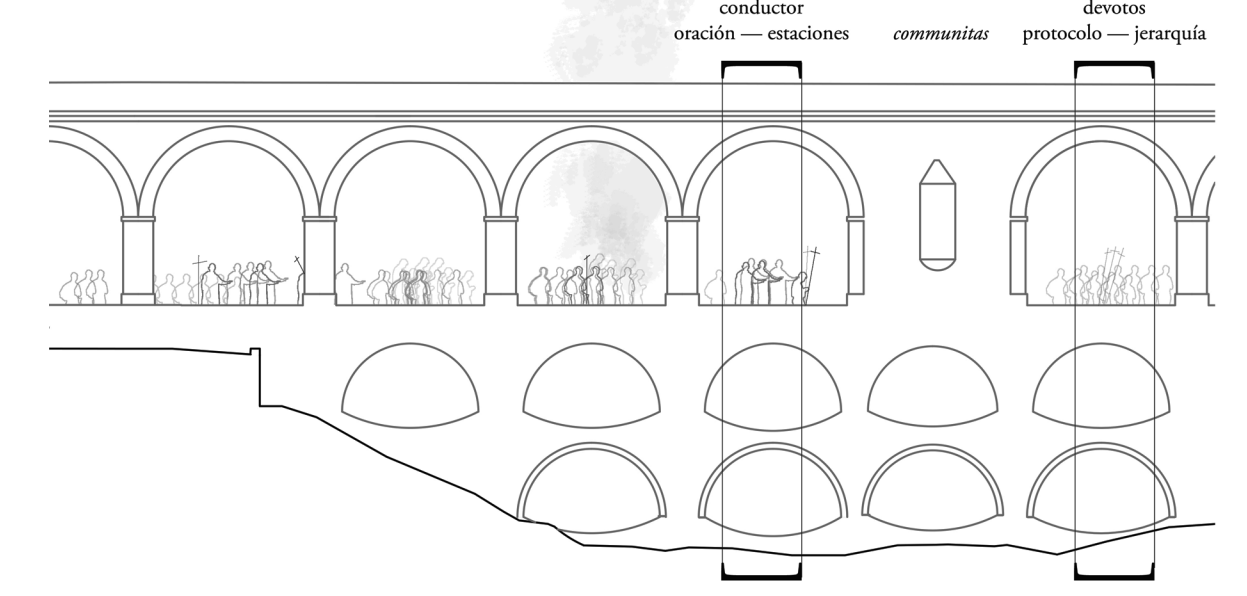 conductor
oración — estaciones
communitas
devotos
protocolo — jerarquía